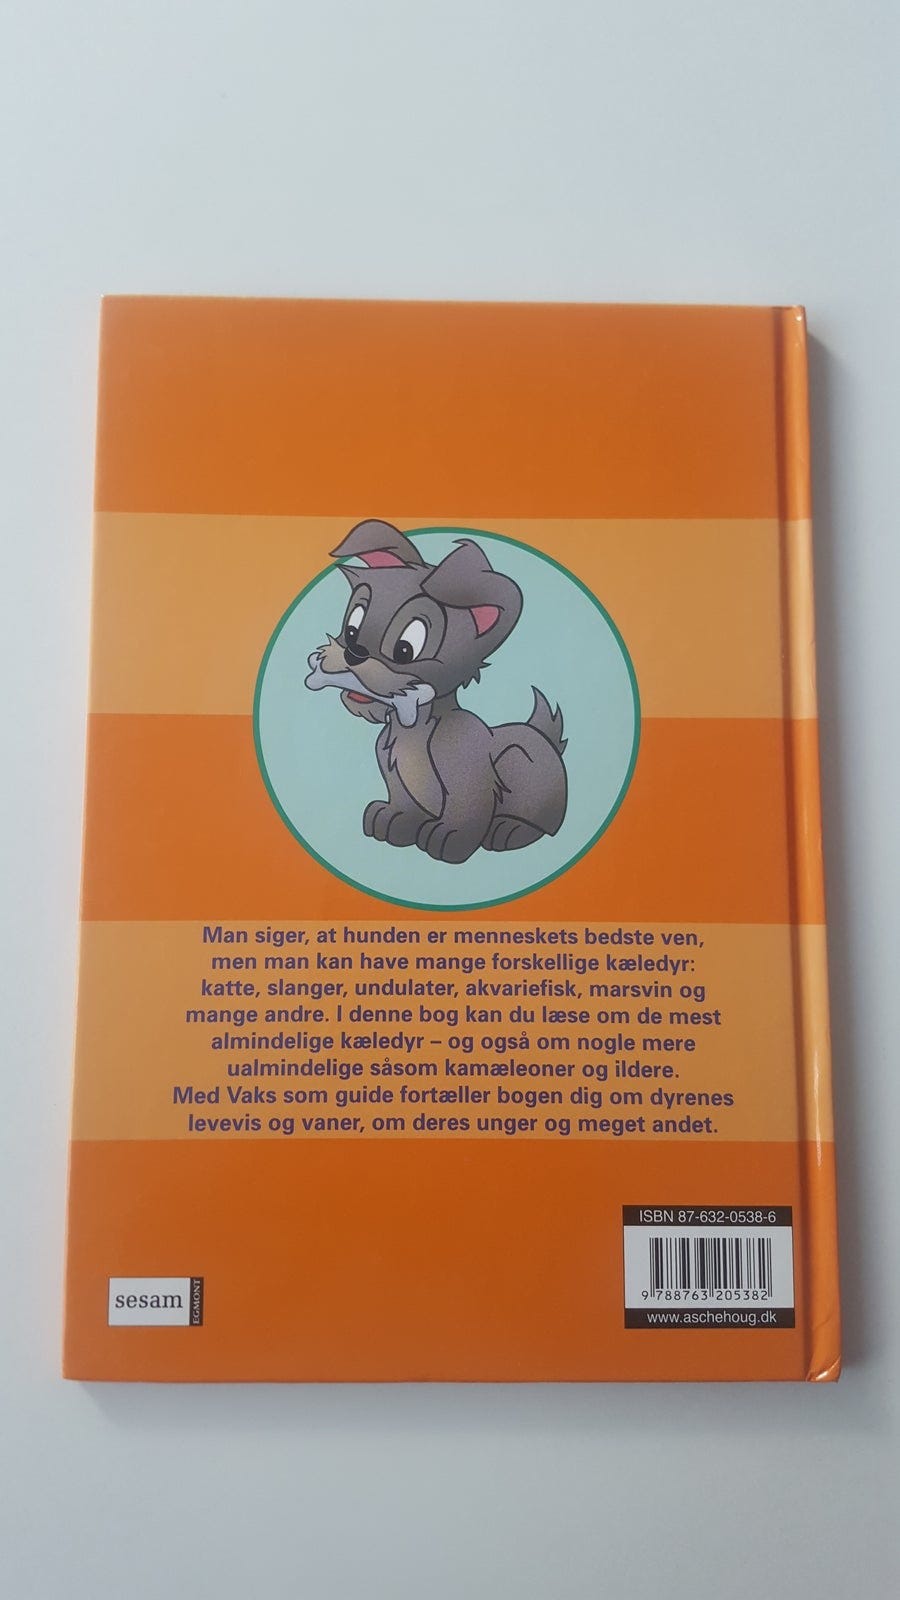 Man siger, at hunden er menneskets bedste ven,
men man kan have mange forskellige kæledyr:
katte, slanger, undulater, akvariefisk, marsvin og
mange andre. I denne bog kan du læse om de mest
almindelige kæledyr – og også om nogle mere
ualmindelige såsom kamæleoner og ildere.
Med Vaks som guide fortæller bogen dig om dyrenes
levevis og vaner, om deres unger og meget andet.
ISBN 87-632-0538-6
9 788763 205382
www.aschehoug.dk
sesam
EGMONT